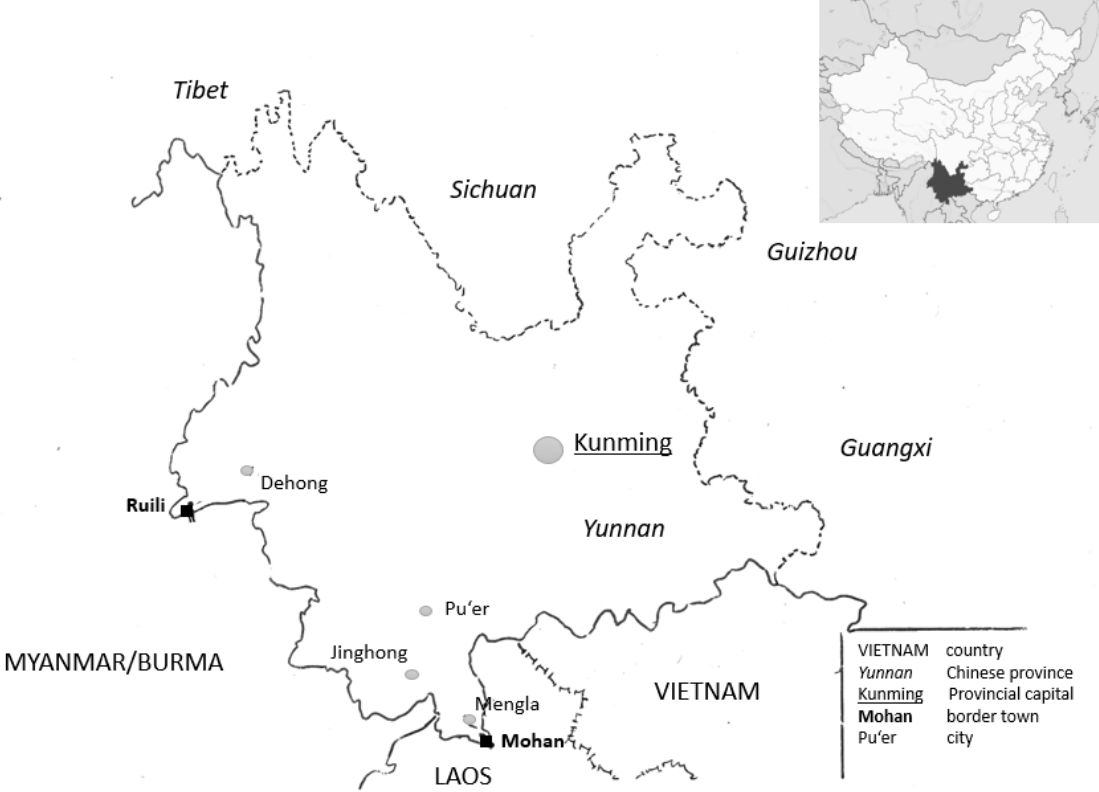 Tibet
Sichuan
Guizhou
Kunming
Guangxi
Dehong
Ruili
Yunnan
Pu‘er
Jinghong
MYANMAR/BURMA
VIETNAM
Mengla
Mohan
LAOS
VIETNAM country
Yunnan Chinese province
Kunming Provincial capital
Mohan border town
Pu‘er city